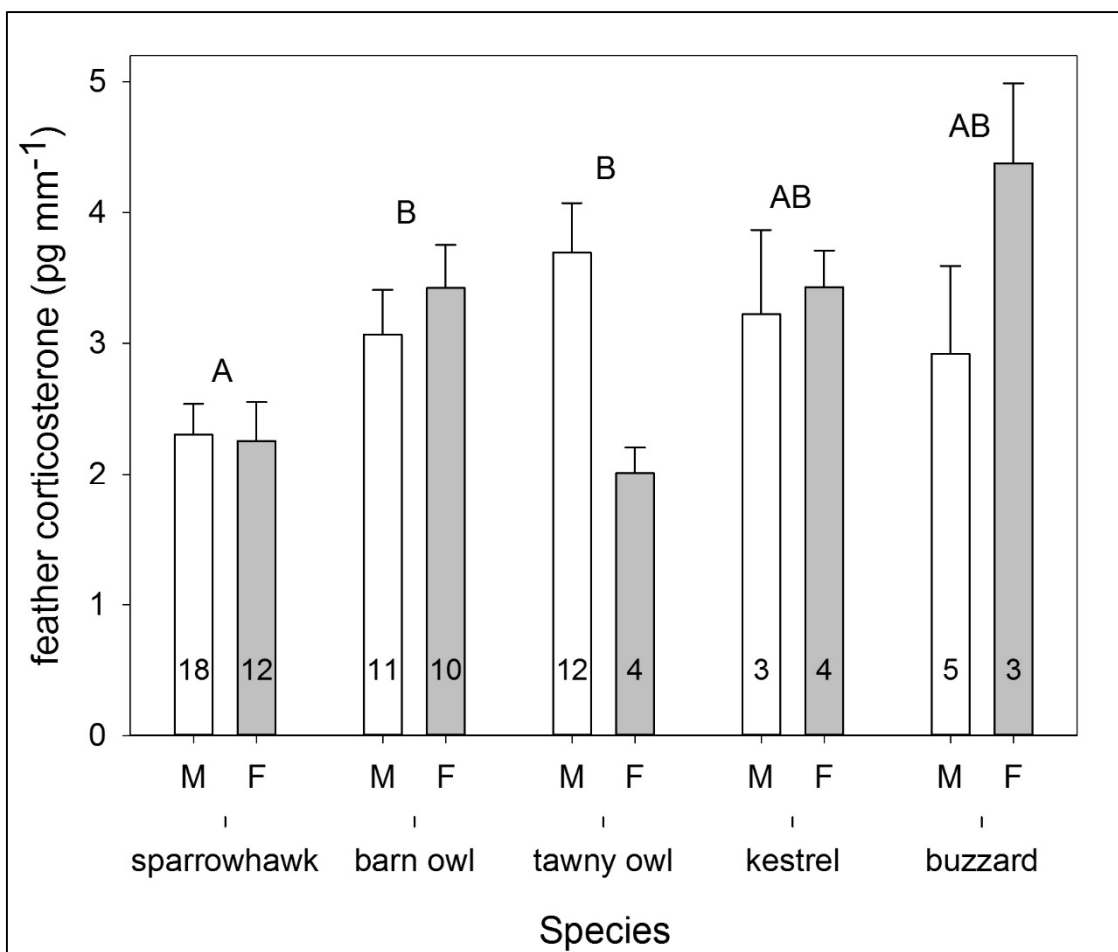 feather corticosterone (pg mm⁻¹)
5
4
3
2
1
0
A
B
B
AB
AB
18 12 11 10 12 4 3 4 5 3
M F M F M F M F M F
sparrowhawk barn owl tawny owl kestrel buzzard
Species